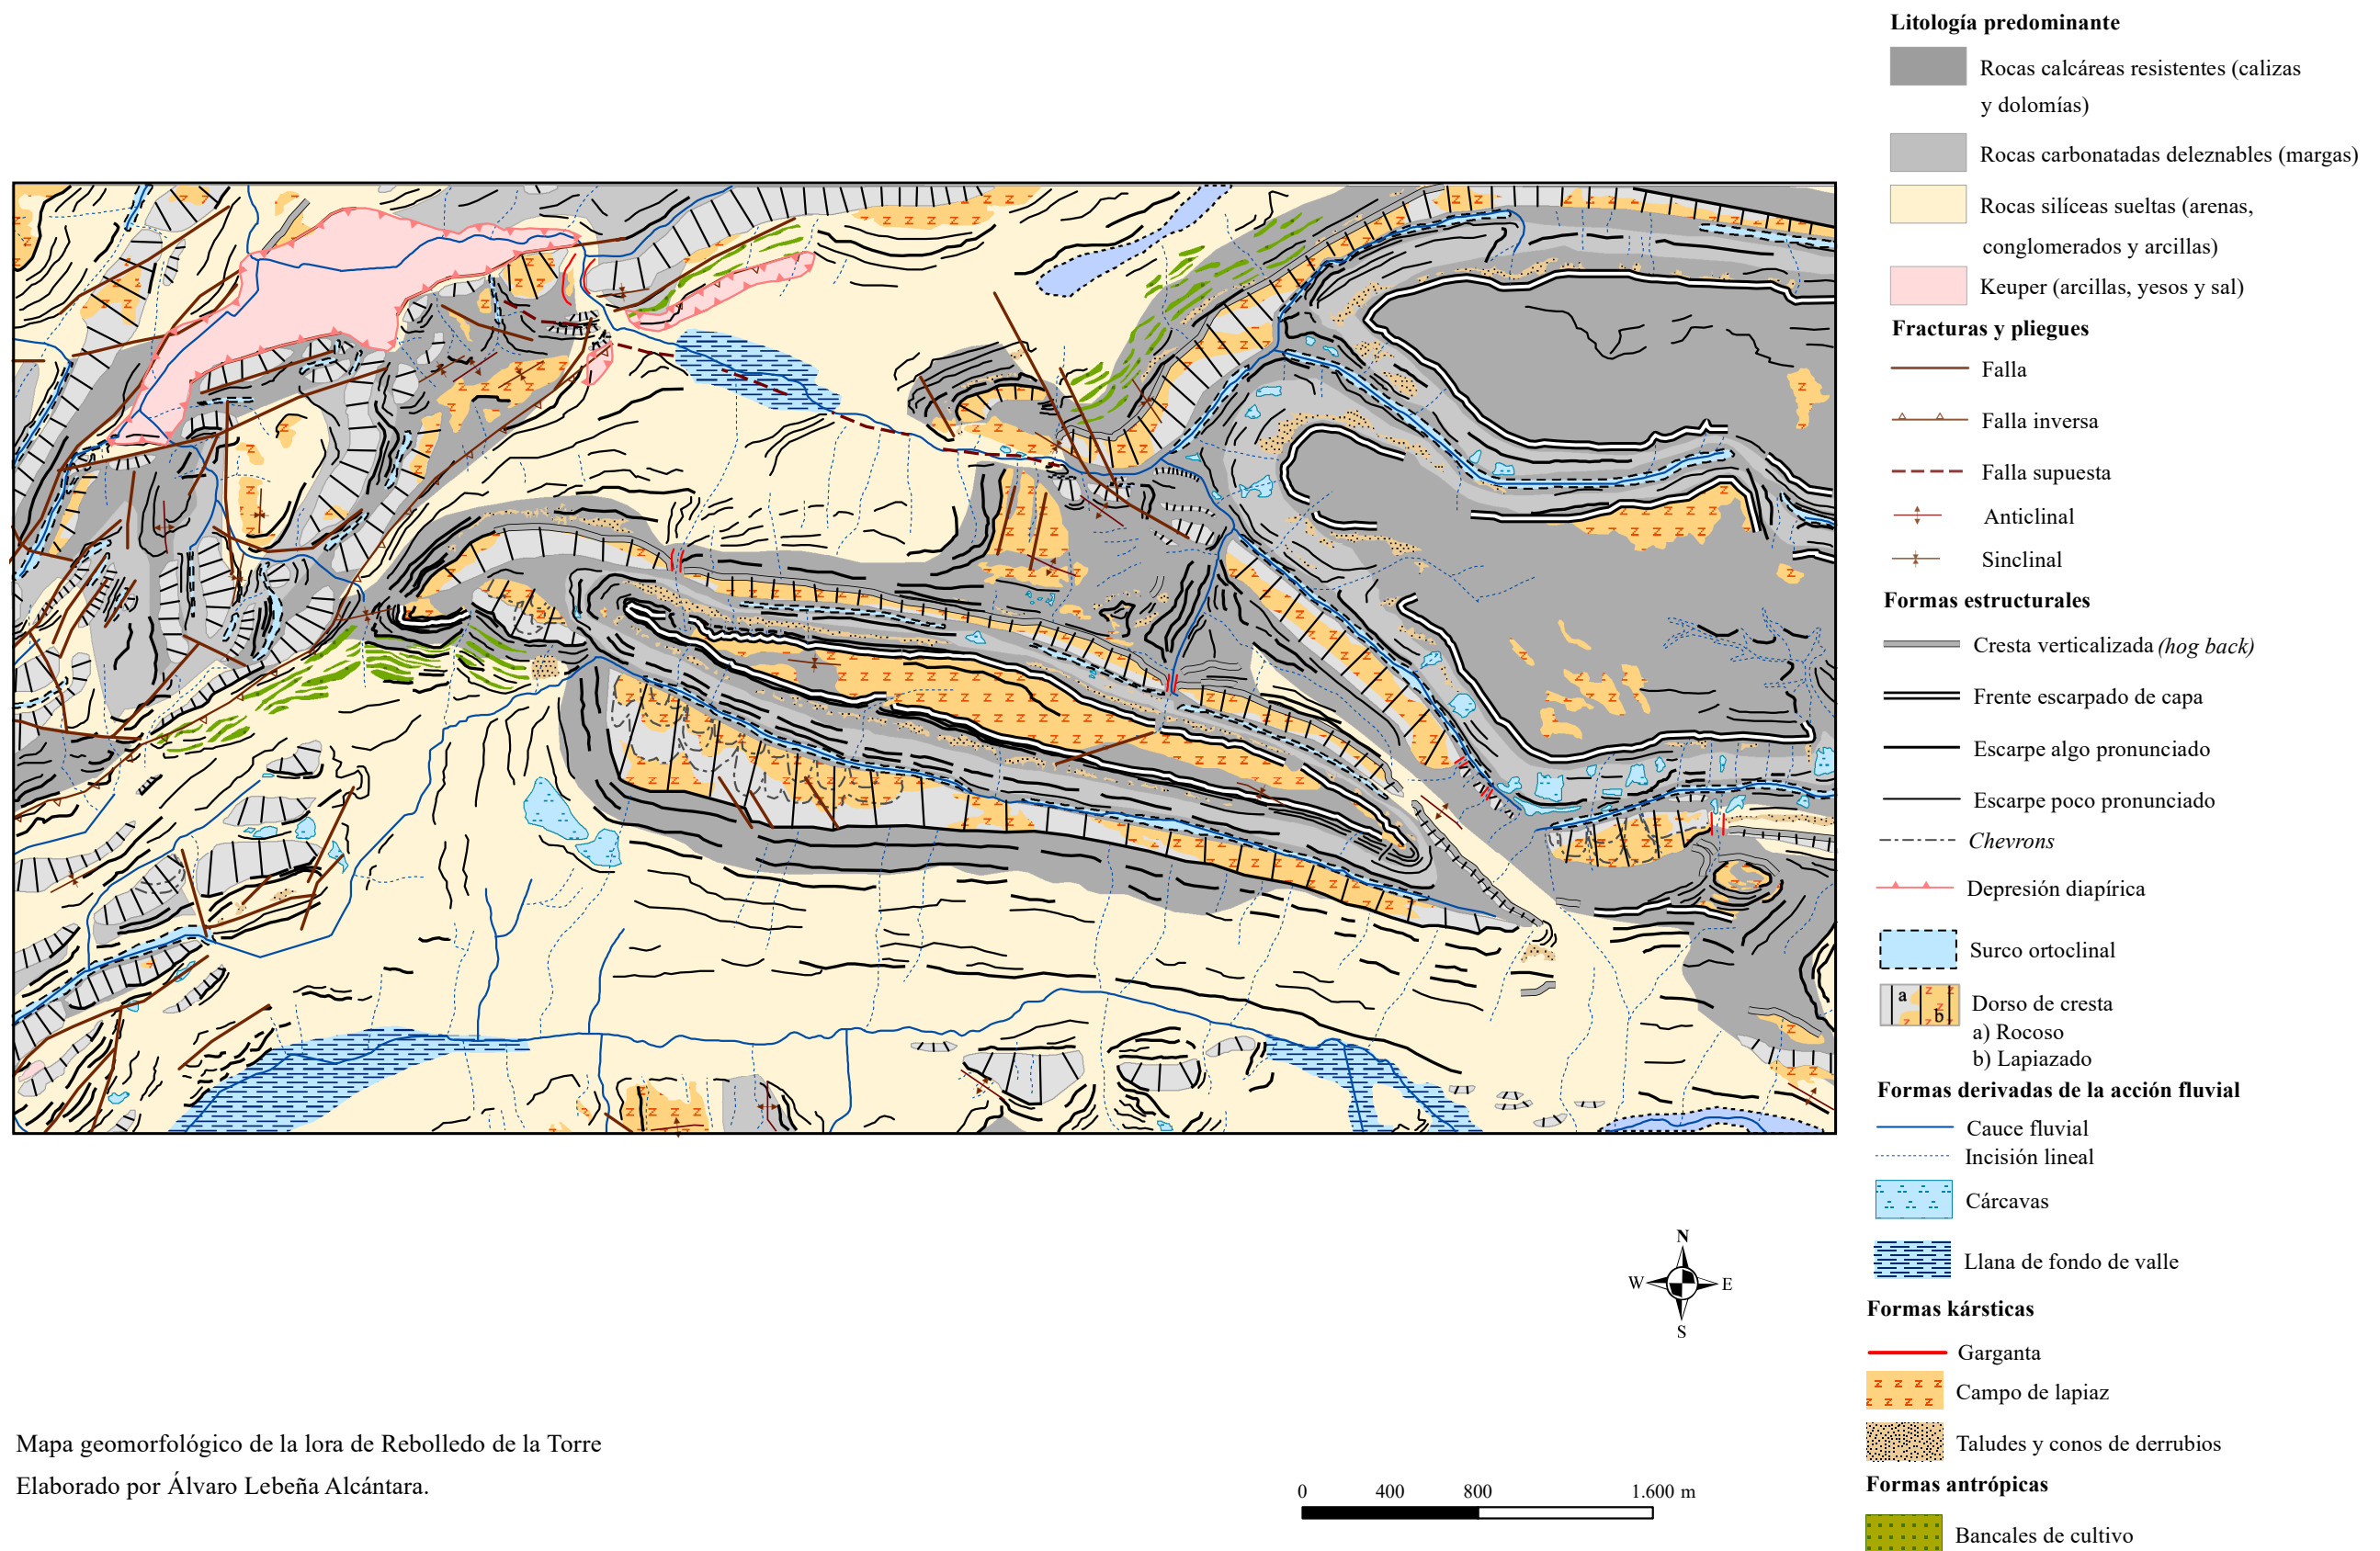 Litología predominante
Rocas calcáreas resistentes (calizas
y dolomías)
Rocas carbonatadas deleznables (margas)
Rocas silíceas sueltas (arenas,
conglomerados y arcillas)
Keuper (arcillas, yesos y sal)
Fracturas y pliegues
Falla
Falla inversa
Falla supuesta
Anticlinal
Sinclinal
Formas estructurales
Cresta verticalizada (hog back)
Frente escarpado de capa
Escarpe algo pronunciado
Escarpe poco pronunciado
Chevrons
Depresión diapírica
Surco ortoclinal
a
b
Dorso de cresta
a) Rocoso
b) Lapiazado
Formas derivadas de la acción fluvial
Cauce fluvial
Incisión lineal
Cárcavas
Llana de fondo de valle
Formas kársticas
Garganta
Campo de lapiaz
Taludes y conos de derrubios
Formas antrópicas
Bancales de cultivo
N
W E
S
Mapa geomorfológico de la lora de Rebolledo de la Torre
Elaborado por Álvaro Lebeña Alcántara.
0 400 800 1.600 m